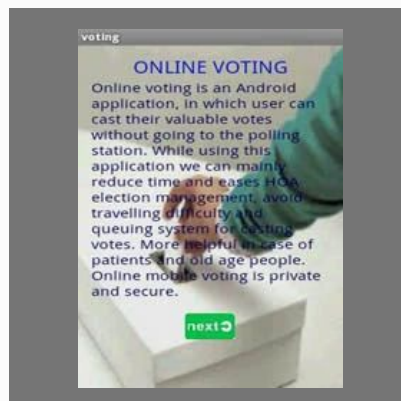 voting
ONLINE VOTING
Online voting is an Android
application, in which user can
cast their valuable votes
without going to the polling
station. While using this
application we can mainly
reduce time and eases HOA
election management, avoid
travelling difficulty and
queuing system for casting
votes. More helpful in case of
patients and old age people.
Online mobile voting is private
and secure.
next